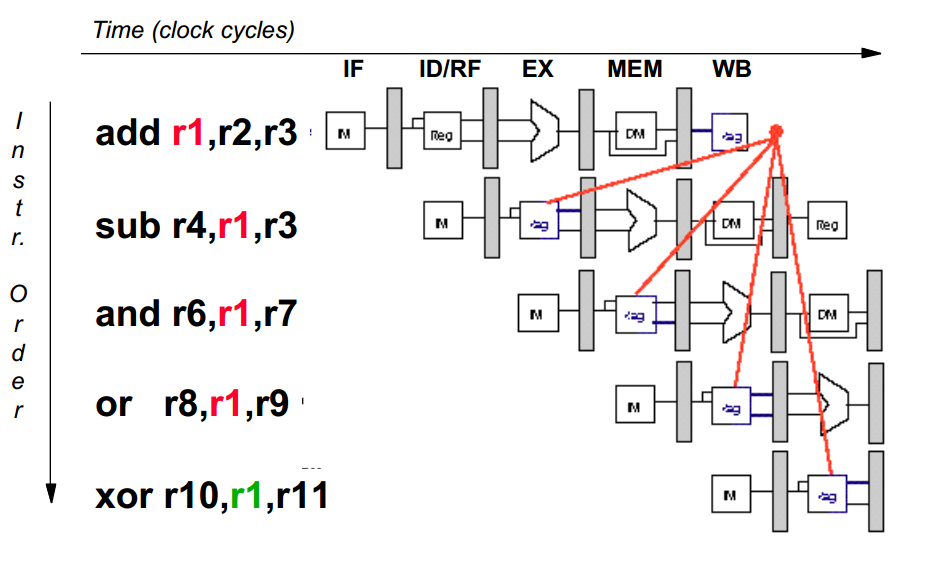 Time (clock cycles)
IF ID/RF EX MEM WB
Instr. Order
add r1,r2,r3
IM Reg DM Reg
sub r4,r1,r3
IM Reg DM Reg
and r6,r1,r7
IM Reg DM
or r8,r1,r9
IM Reg
xor r10,r1,r11
IM Reg